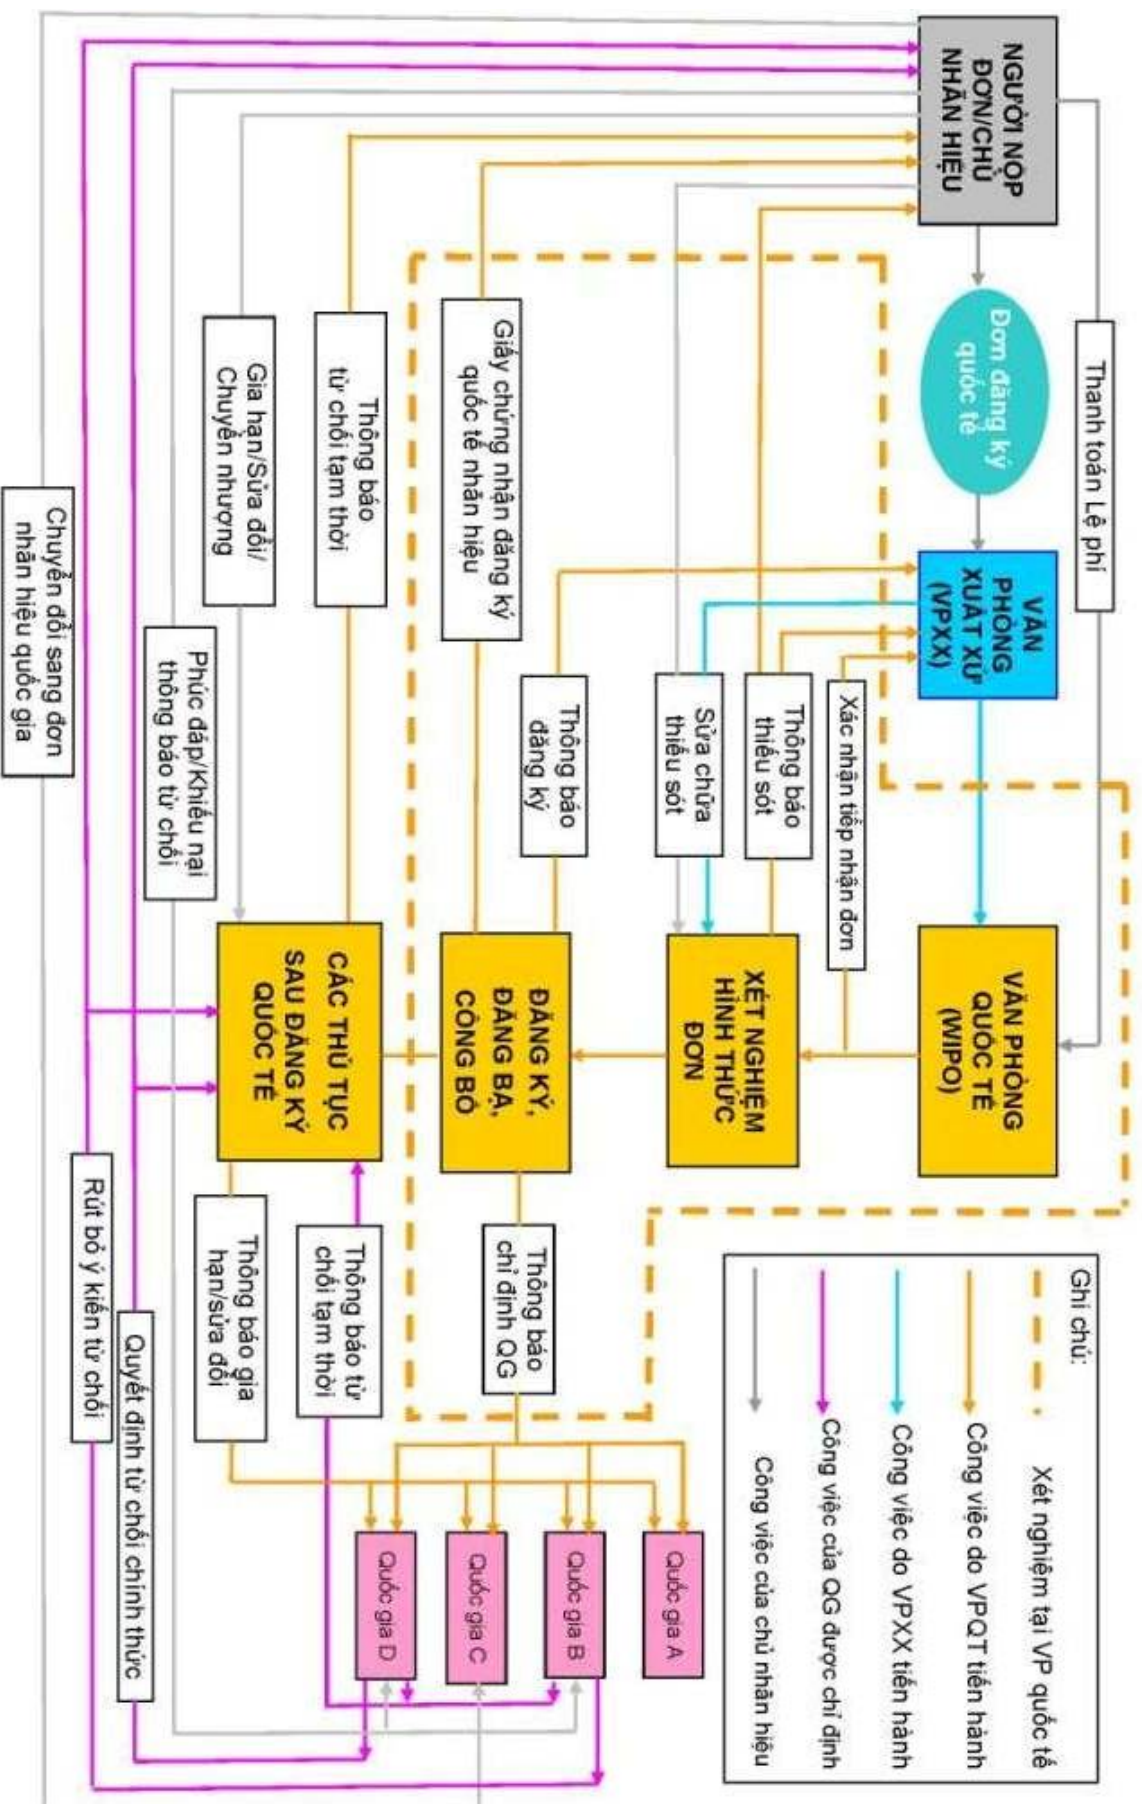 NGƯỜI NỘP
ĐƠN/CHỦ
NHÃN HIỆU
Đơn đăng ký
quốc tế
Thanh toán Lệ phí
VĂN
PHÒNG
XUẤT XỨ
(VPXX)
VĂN PHÒNG
QUỐC TẾ
(WIPO)
Xác nhận tiếp nhận đơn
Thông báo
thiếu sót
Sửa chữa
thiếu sót
XÉT NGHIỆM
HÌNH THỨC
ĐƠN
Thông báo
đăng ký
Giấy chứng nhận đăng ký
quốc tế nhãn hiệu
ĐĂNG KÝ,
ĐĂNG BẠ,
CÔNG BỐ
Thông báo
chỉ định QG
Thông báo
từ chối tạm thời
Gia hạn/Sửa đổi/
Chuyển nhượng
CÁC THỦ TỤC
SAU ĐĂNG KÝ
QUỐC TẾ
Thông báo từ
chối tạm thời
Thông báo gia
hạn/sửa đổi
Phúc đáp/Khiếu nại
thông báo từ chối
Chuyển đổi sang đơn
nhãn hiệu quốc gia
Quyết định từ chối chính thức
Rút bỏ ý kiến từ chối
Quốc gia A
Quốc gia B
Quốc gia C
Quốc gia D
Ghi chú:
Xét nghiệm tại VP quốc tế
Công việc do VPQT tiến hành
Công việc do VPXX tiến hành
Công việc của QG được chỉ định
Công việc của chủ nhãn hiệu